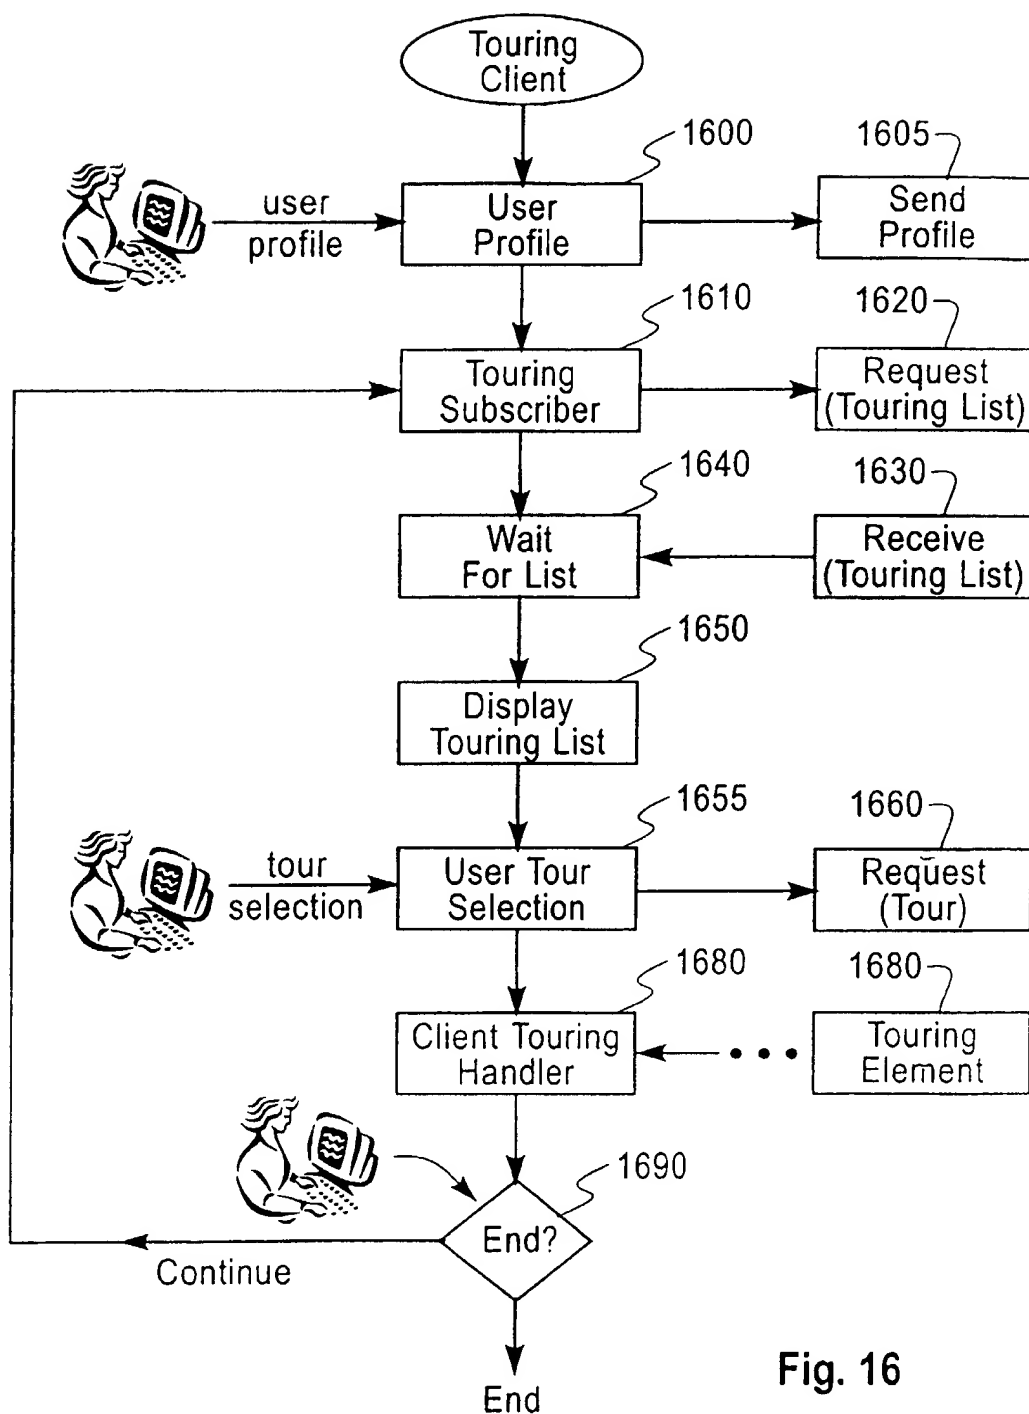 Touring
Client
1600
1605
user
profile
User
Profile
Send
Profile
1610
1620
Touring
Subscriber
Request
(Touring List)
1640
1630
Wait
For List
Receive
(Touring List)
1650
Display
Touring List
1655
1660
tour
selection
User Tour
Selection
Request
(Tour)
1680
1680
Client Touring
Handler
Touring
Element
1690
End?
Continue
End
Fig. 16